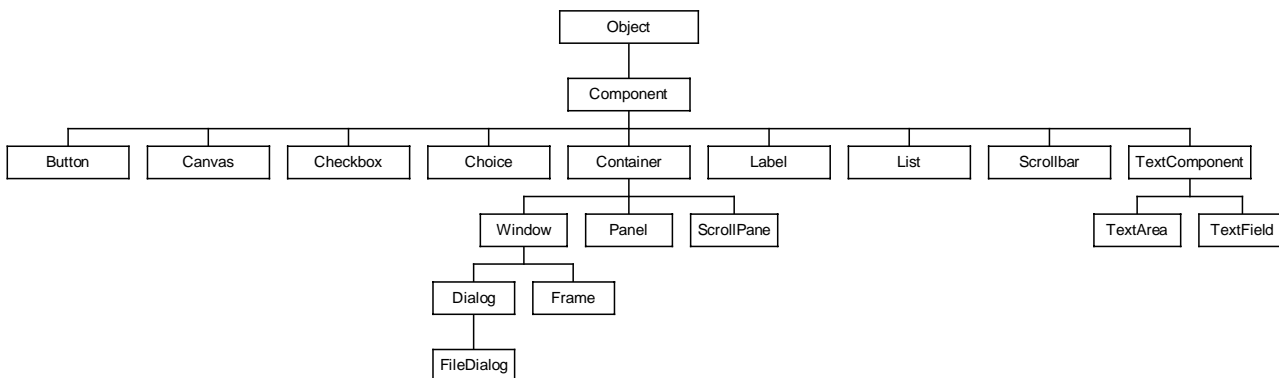 Object
Component
Button
Canvas
Checkbox
Choice
Container
Label
List
Scrollbar
TextComponent
Window
Panel
ScrollPane
TextArea
TextField
Dialog
Frame
FileDialog